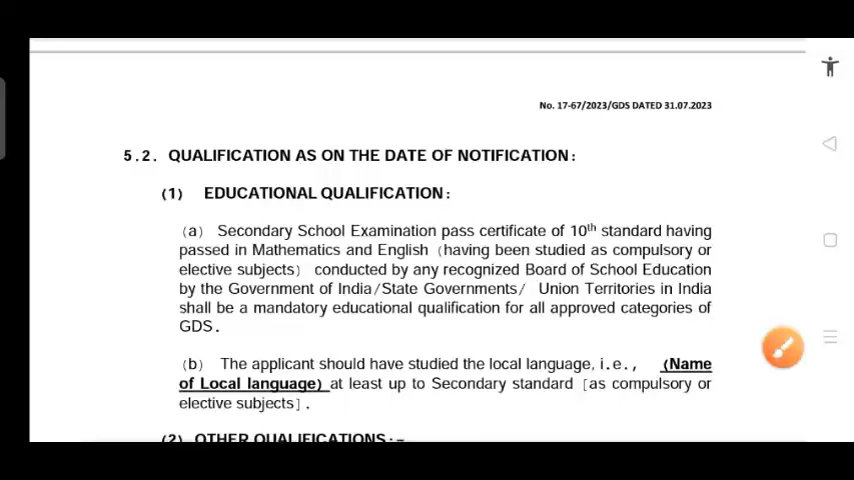 No. 17-67/2023/GDS DATED 31.07.2023
5.2. QUALIFICATION AS ON THE DATE OF NOTIFICATION:
(1) EDUCATIONAL QUALIFICATION:
(a) Secondary School Examination pass certificate of 10th standard having
passed in Mathematics and English (having been studied as compulsory or
elective subjects) conducted by any recognized Board of School Education
by the Government of India/State Governments/ Union Territories in India
shall be a mandatory educational qualification for all approved categories of
GDS.
(b) The applicant should have studied the local language, i.e., (Name
of Local language) at least up to Secondary standard [as compulsory or
elective subjects].
(2) OTHER QUALIFICATIONS:-